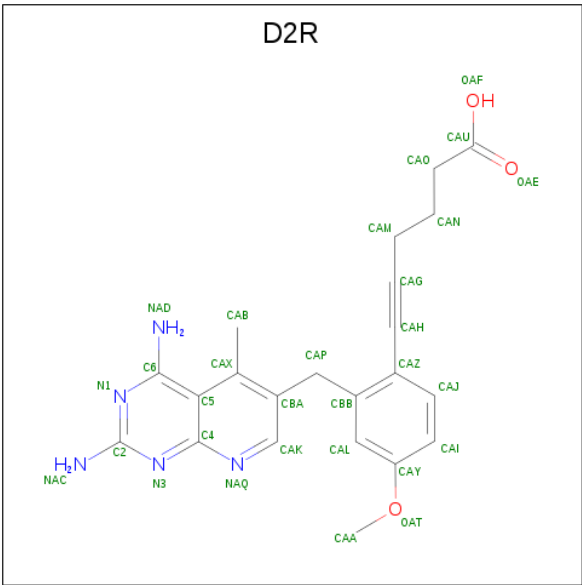 D2R
OAF
OH
CAU
CAO
O
OAE
CAM
CAN
CAG
NAD
CAB
NH2
CAH
CAP
C6
CAX
CAZ
CAJ
N1
N
C5
CBA
CBB
C4
CAK
CAL
CAI
H2N
C2
N
N
CAY
NAC
N3
NAQ
O
OAT
CAA